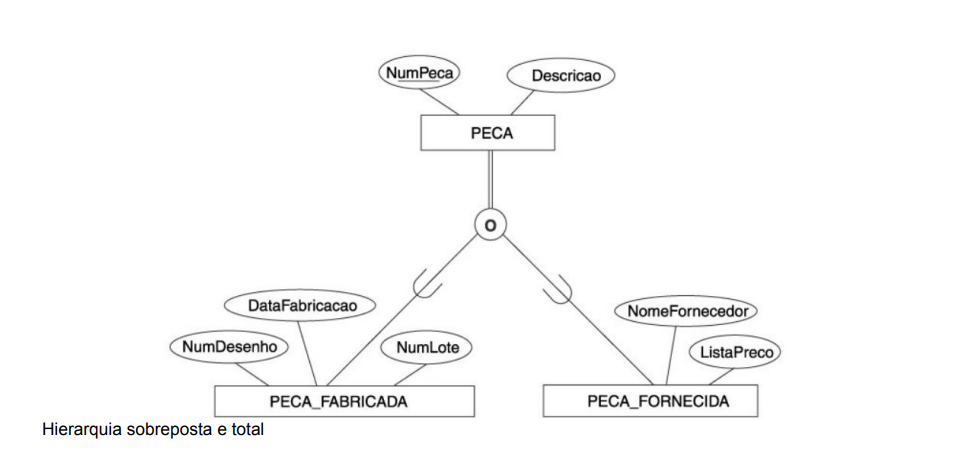 NumPeca
Descricao
PECA
O
DataFabricacao
NomeFornecedor
NumDesenho
NumLote
ListaPreco
PECA_FABRICADA
PECA_FORNECIDA
Hierarquia sobreposta e total